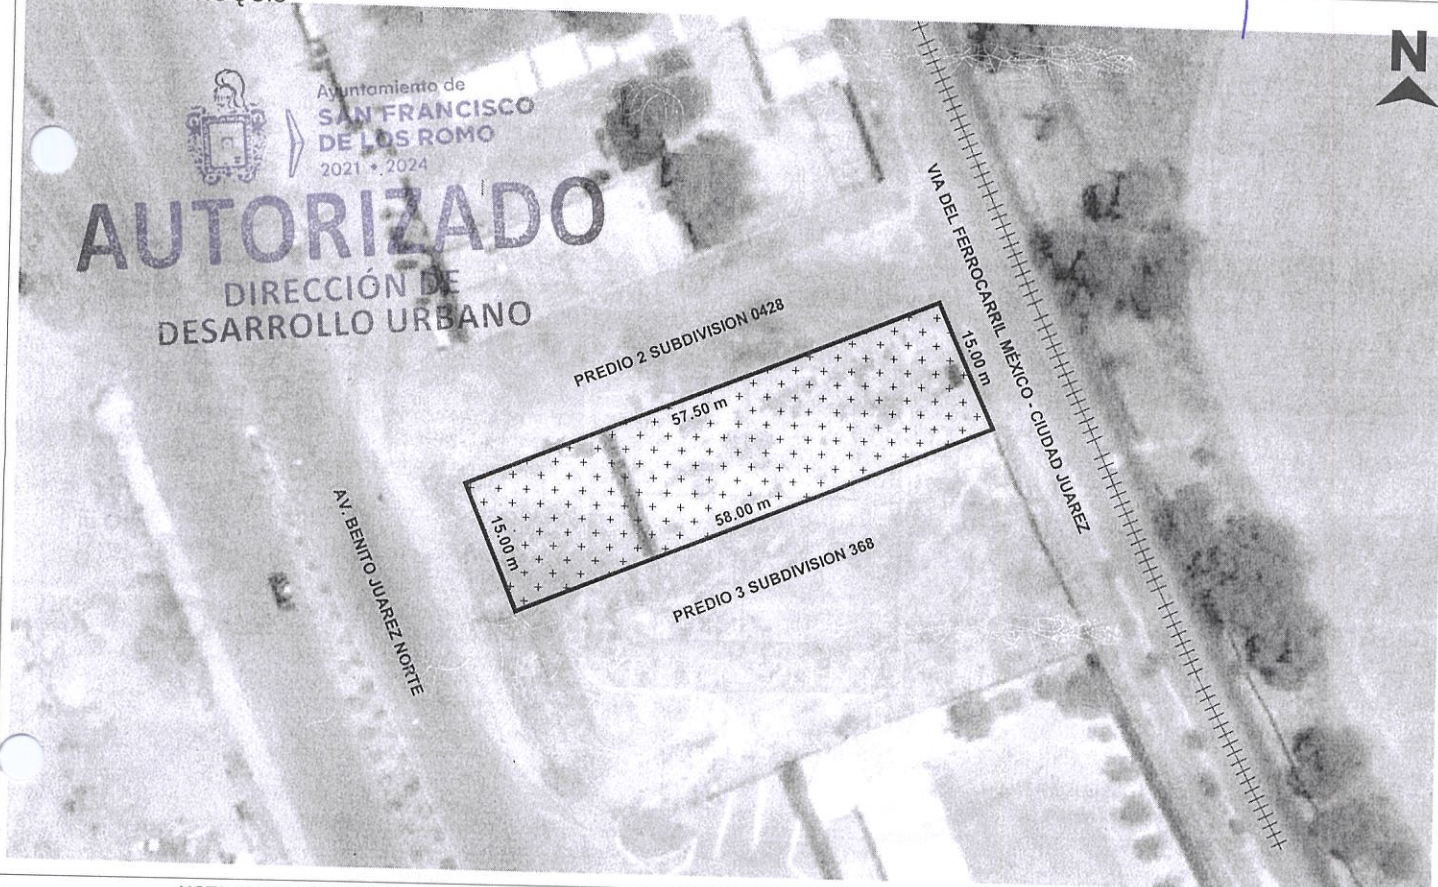 N
Ayuntamiento de
SAN FRANCISCO
DE LOS ROMO
2021 • 2024
AUTORIZADO
DIRECCIÓN DE
DESARROLLO URBANO
VIA DEL FERROCARRIL MÉXICO - CIUDAD JUAREZ
PREDIO 2 SUBDIVISION 0428
57.50 m
15.00 m
15.00 m
58.00 m
PREDIO 3 SUBDIVISION 368
AV. BENITO JUAREZ NORTE